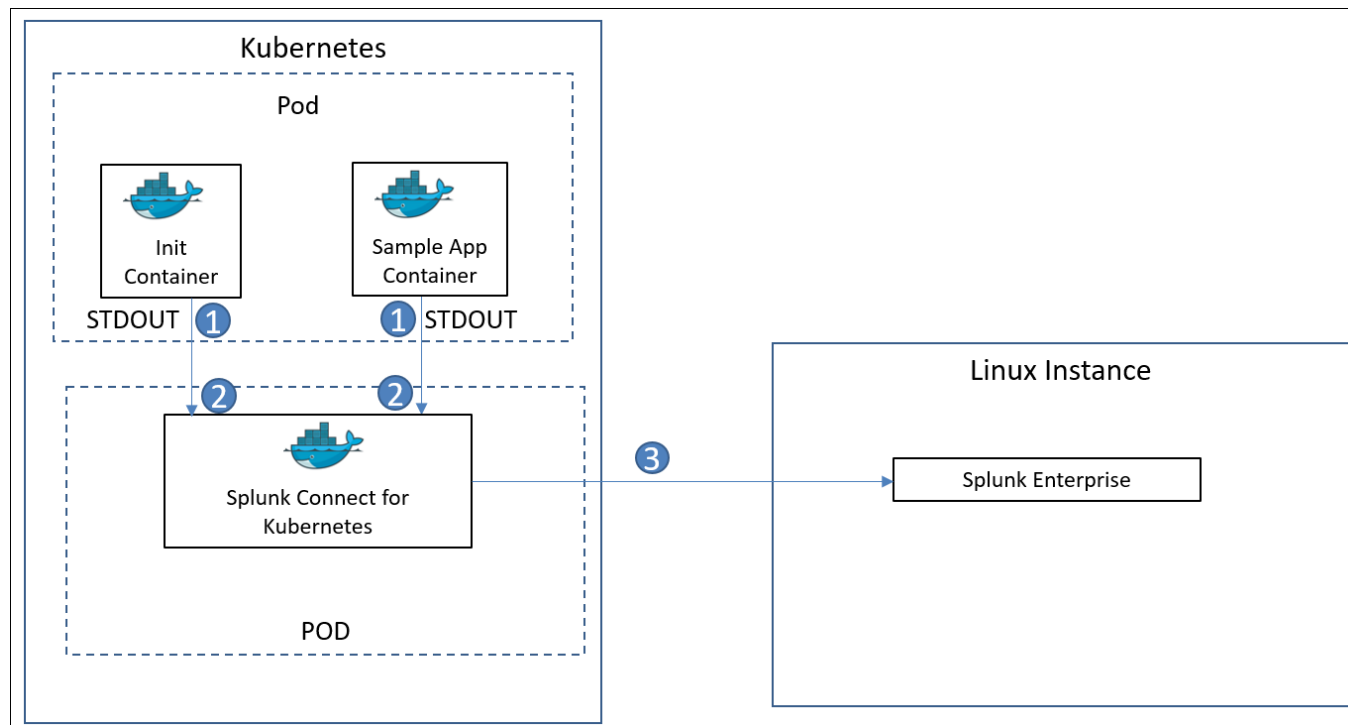 Kubernetes
Pod
Init
Container
Sample App
Container
STDOUT
1
1
STDOUT
2
2
Splunk Connect for
Kubernetes
POD
3
Linux Instance
Splunk Enterprise